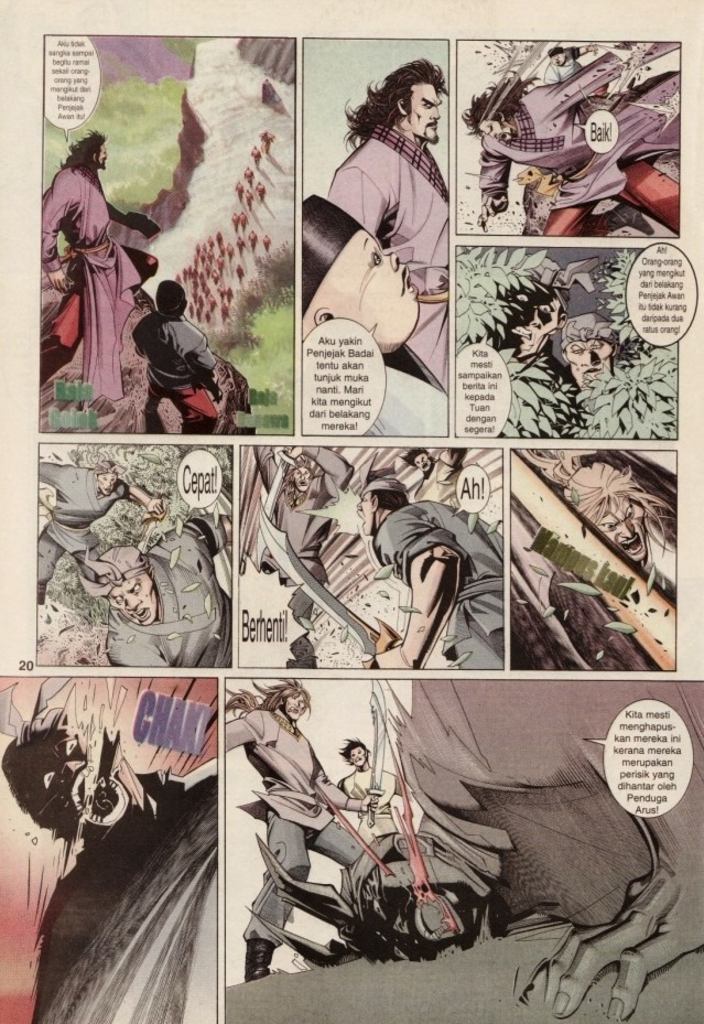 Aku tidak
sangka sampai
begitu ramai
sekali orang-
orang yang
mengikut dari
belakang
Penjejak
Awan itu!
Aku yakin
Penjejak Badai
tentu akan
tunjuk muka
nanti. Mari
kita mengikut
dari belakang
mereka!
Baik!
Ah!
Orang-orang
yang mengikut
dari belakang
Penjejak Awan
itu tidak kurang
daripada dua
ratus orang!
Kita
mesti
sampaikan
berita ini
kepada
Tuan
dengan
segera!
Cepat!
Ah!
Berhenti!
20
CHAK
Kita mesti
menghapus-
kan mereka ini
kerana mereka
merupakan
perisik yang
dihantar oleh
Penduga
Arus!